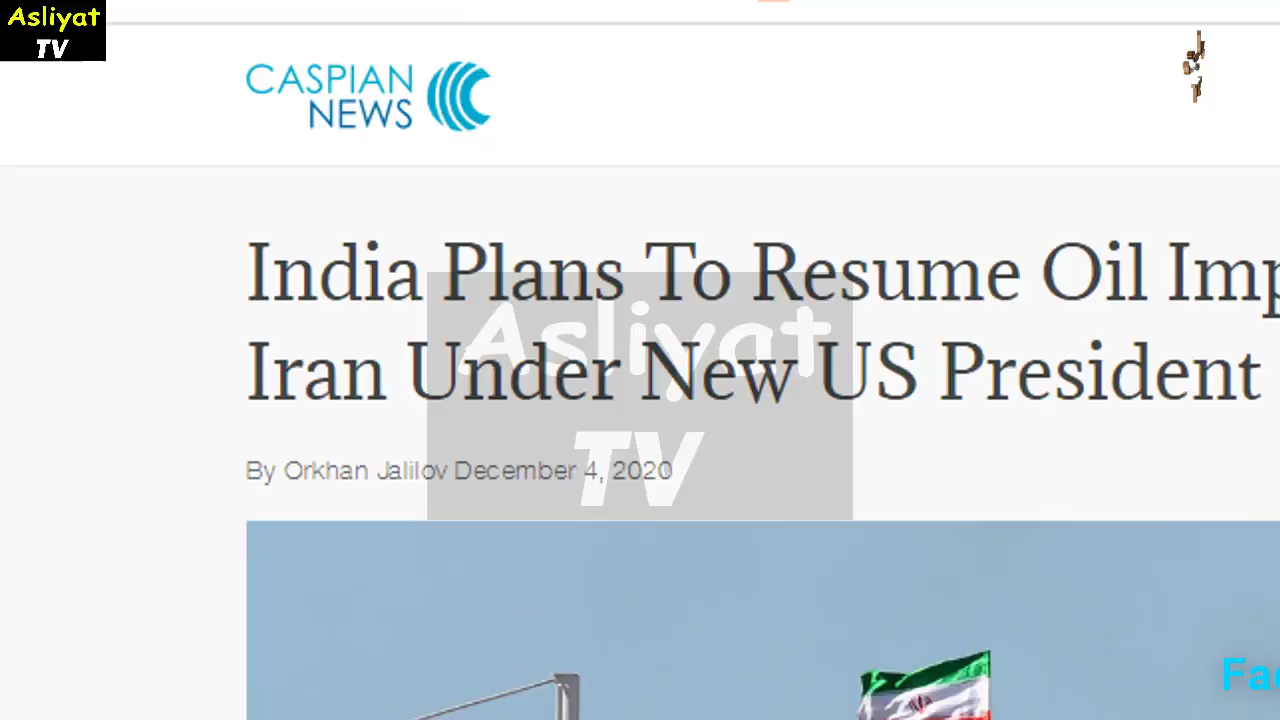 Asliyat
TV
CASPIAN
NEWS
India Plans To Resume Oil Imp
Iran Under New US President
Asliyat
TV
By Orkhan Jalilov December 4, 2020
Fac